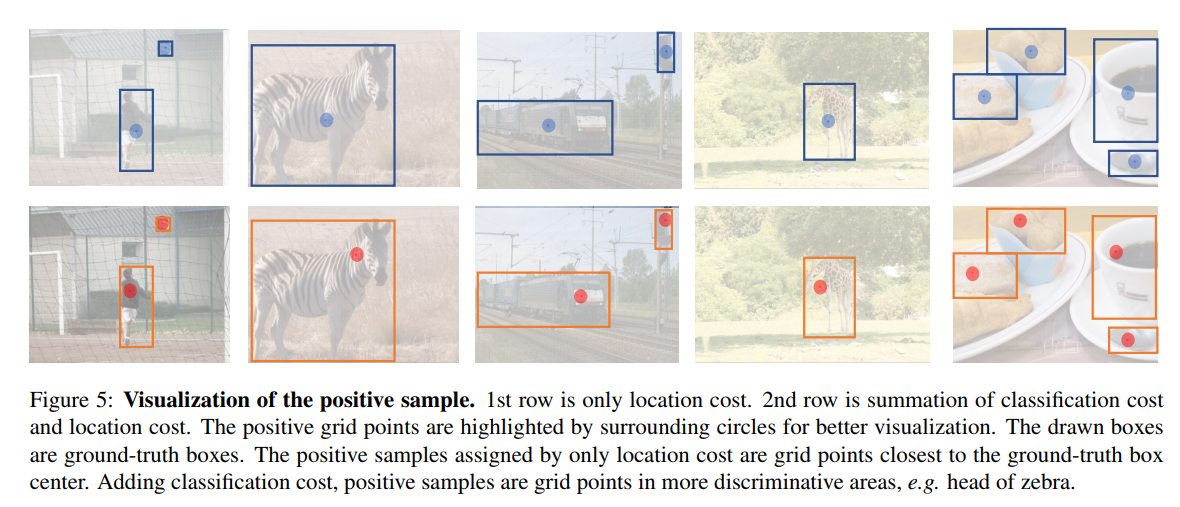 Figure 5: Visualization of the positive sample. 1st row is only location cost. 2nd row is summation of classification cost
and location cost. The positive grid points are highlighted by surrounding circles for better visualization. The drawn boxes
are ground-truth boxes. The positive samples assigned by only location cost are grid points closest to the ground-truth box
center. Adding classification cost, positive samples are grid points in more discriminative areas, e.g. head of zebra.